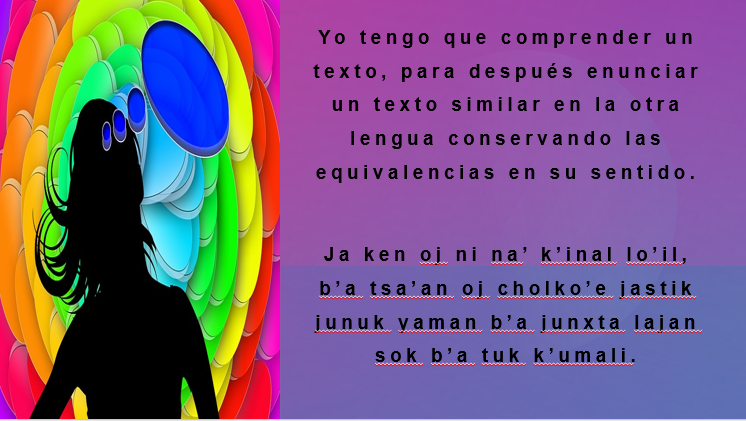 Yo tengo que comprender un
texto, para después enunciar
un texto similar en la otra
lengua conservando las
equivalencias en su sentido.
Ja ken oj ni na’ k’inal lo’il,
b’a tsa’an oj cholko’e jastik
junuk yaman b’a junxta lajan
sok b’a tuk k’umali.